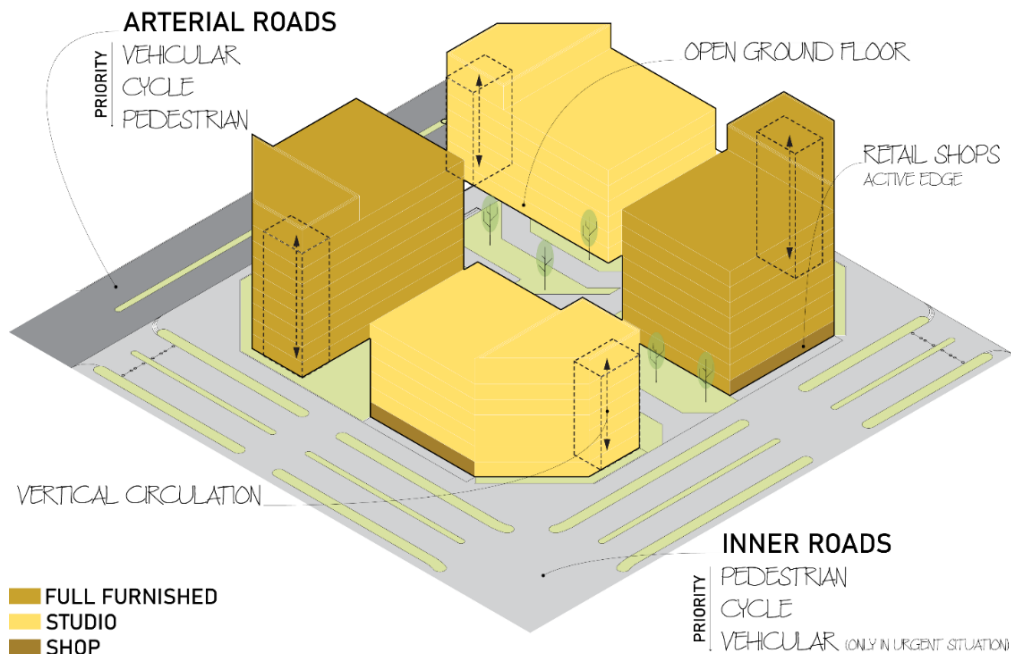 ARTERIAL ROADS
PRIORITY
VEHICULAR
CYCLE
PEDESTRIAN
OPEN GROUND FLOOR
RETAIL SHOPS
ACTIVE EDGE
VERTICAL CIRCULATION
INNER ROADS
PRIORITY
PEDESTRIAN
CYCLE
VEHICULAR (ONLY IN URGENT SITUATION)
FULL FURNISHED
STUDIO
SHOP